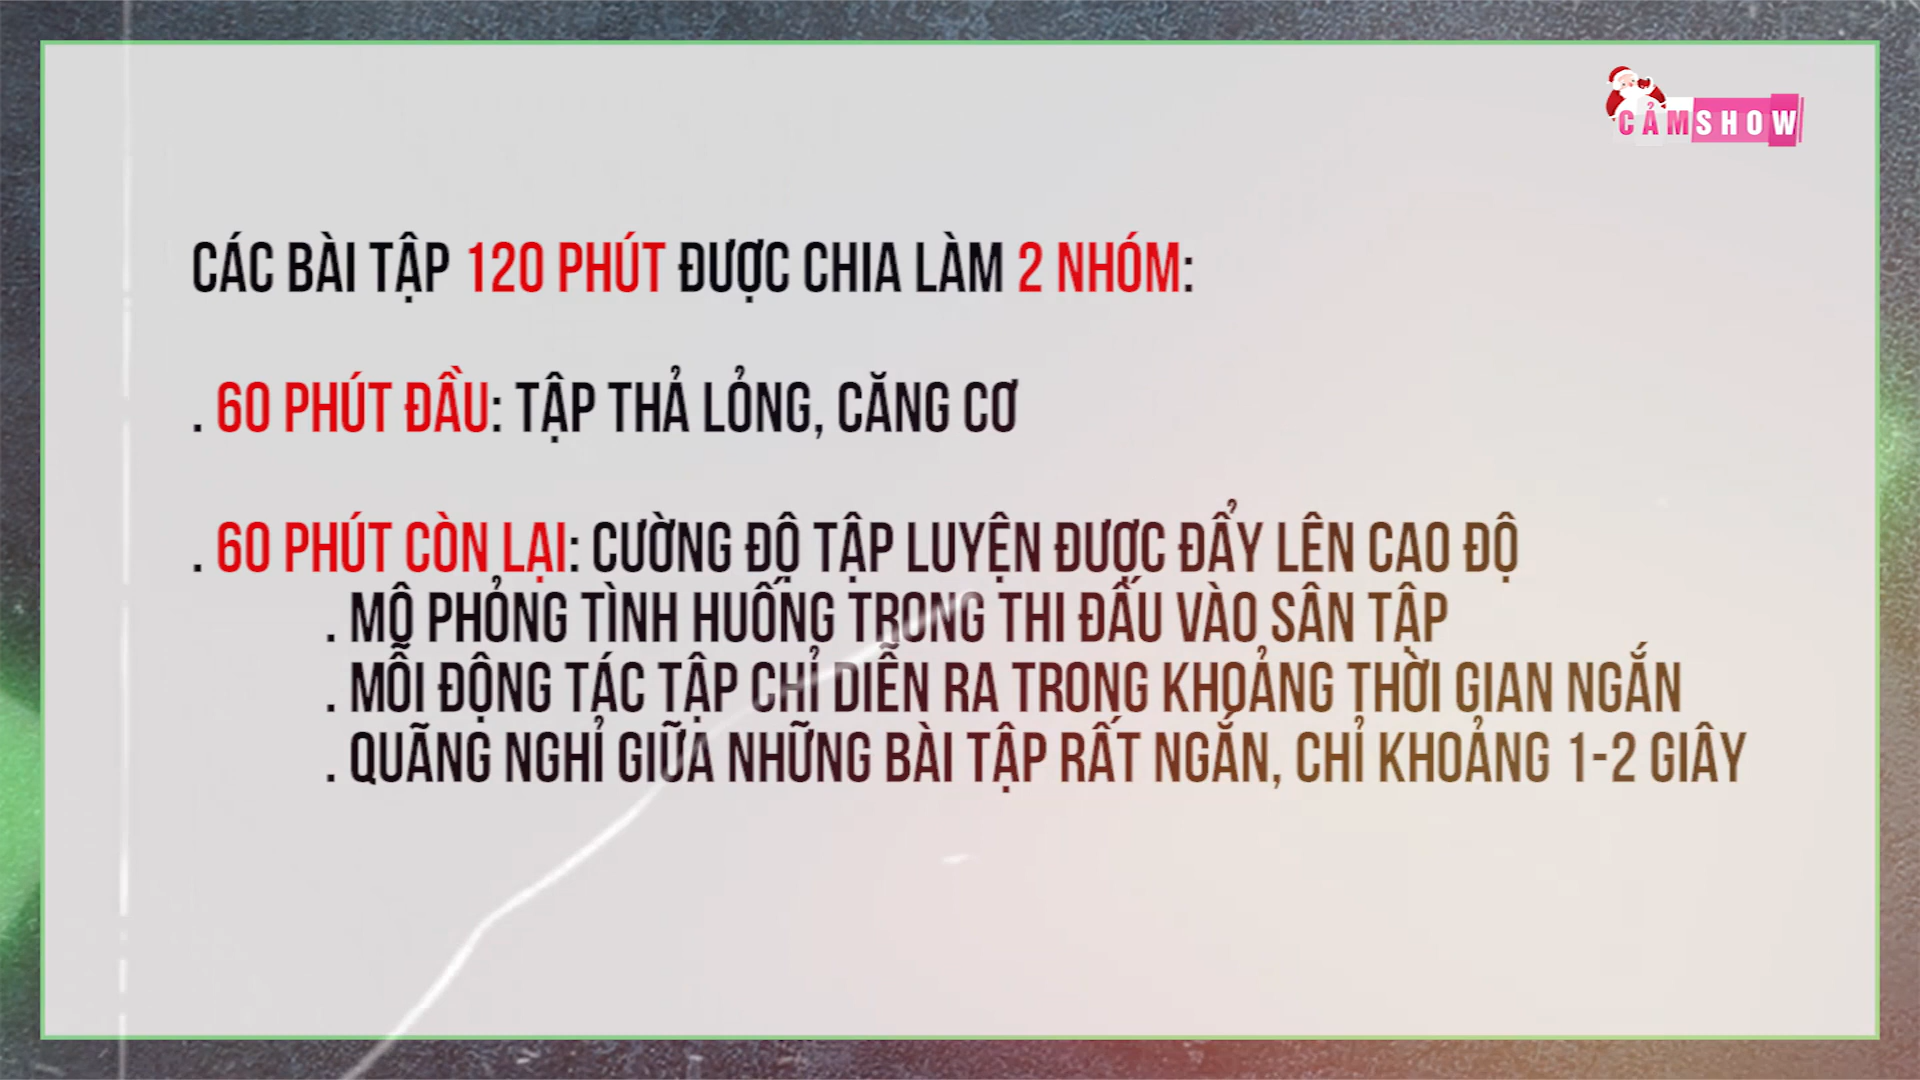 CẢMSHOW
CÁC BÀI TẬP 120 PHÚT ĐƯỢC CHIA LÀM 2 NHÓM:
. 60 PHÚT ĐẦU: TẬP THẢ LỎNG, CĂNG CƠ
. 60 PHÚT CÒN LẠI: CƯỜNG ĐỘ TẬP LUYỆN ĐƯỢC ĐẨY LÊN CAO ĐỘ
. MÔ PHỎNG TÌNH HUỐNG TRONG THI ĐẤU VÀO SÂN TẬP
. MỖI ĐỘNG TÁC TẬP CHỈ DIỄN RA TRONG KHOẢNG THỜI GIAN NGẮN
. QUÃNG NGHỈ GIỮA NHỮNG BÀI TẬP RẤT NGẮN, CHỈ KHOẢNG 1-2 GIÂY